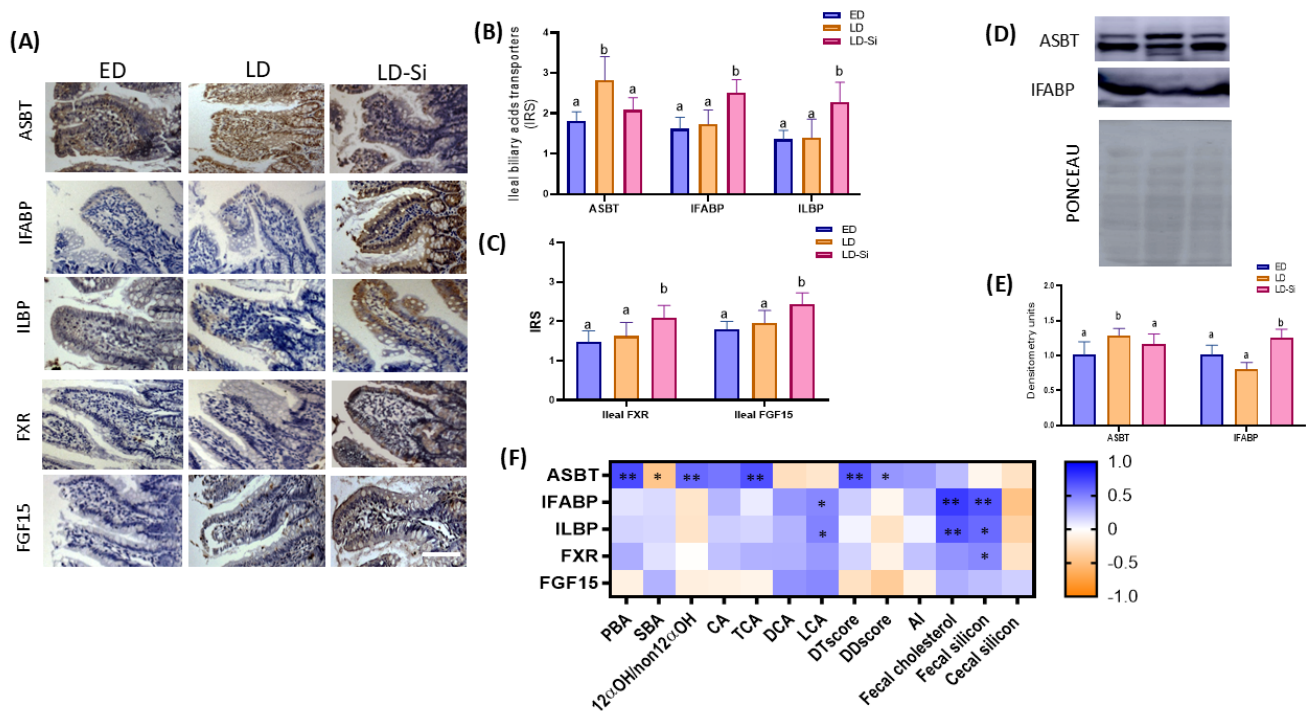 (A)
ED LD LD-Si
ASBT
IFABP
ILBP
FXR
FGF15
(B)
ED
LD
LD-Si
Ileal biliary acids transporters
(IRS)
4
3
2
1
0
a b a a a b a a b
ASBT IFABP ILBP
(C)
ED
LD
LD-Si
IRS
4
3
2
1
0
a a b a a b
Ileal FXR Ileal FGF15
(D)
ASBT
IFABP
PONCEAU
(E)
ED
LD
LD-Si
Densitometry units
2.0
1.5
1.0
0.5
0.0
a b a a a b
ASBT IFABP
(F)
ASBT ** * ** ** ** *
IFABP * ** **
ILBP * ** *
FXR *
FGF15
PBA
SBA
12αOH/non12αOH
CA
TCA
DCA
LCA
DTscore
DDscore
AI
Fecal cholesterol
Fecal silicon
Cecal silicon
1.0
0.5
0
-0.5
-1.0